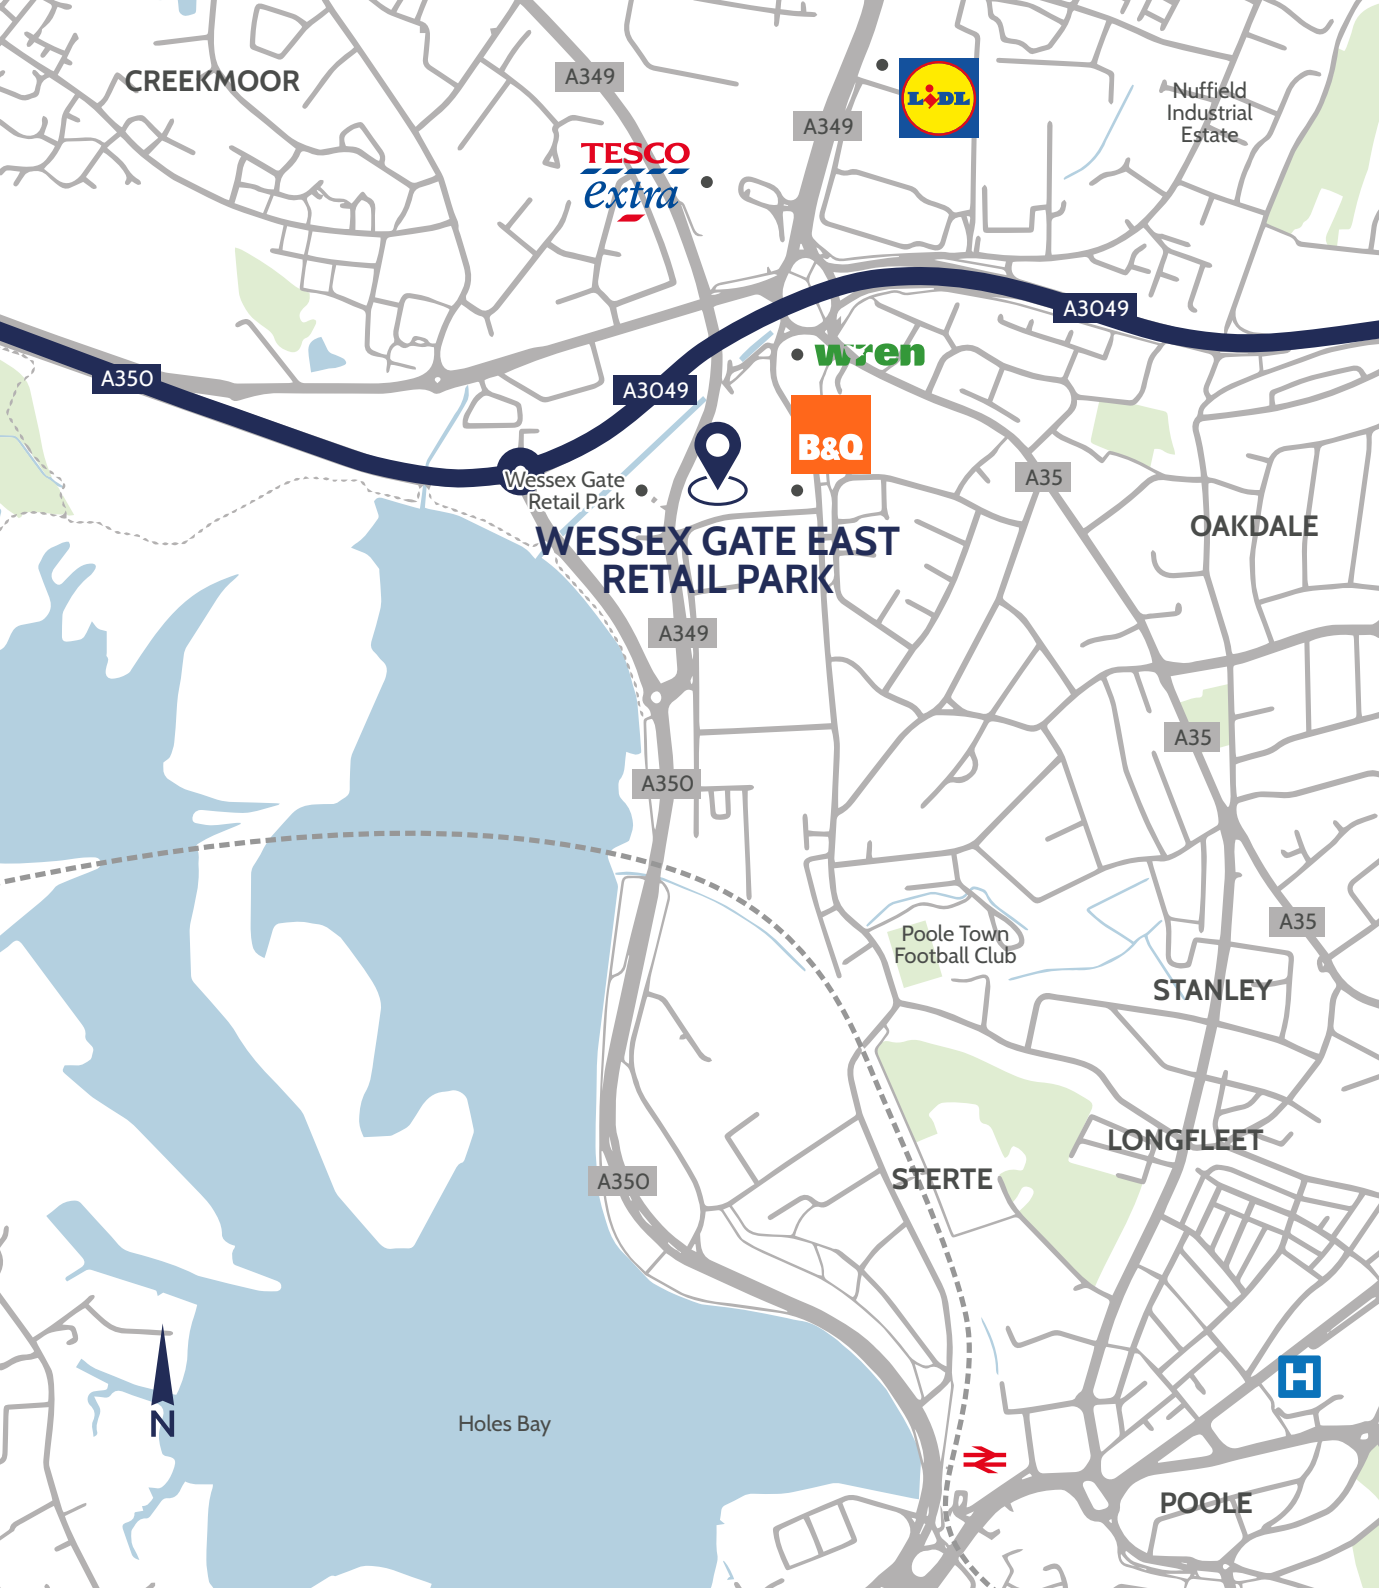 A349
CREEKMOOR
Nuffield
Industrial
Estate
LIDL
A349
TESCO
extra
A3049
wren
A350
A3049
B&Q
A35
Wessex Gate
Retail Park
OAKDALE
WESSEX GATE EAST
RETAIL PARK
A349
A35
A350
A35
Poole Town
Football Club
STANLEY
LONGFLEET
STERTE
A350
H
N
Holes Bay
POOLE